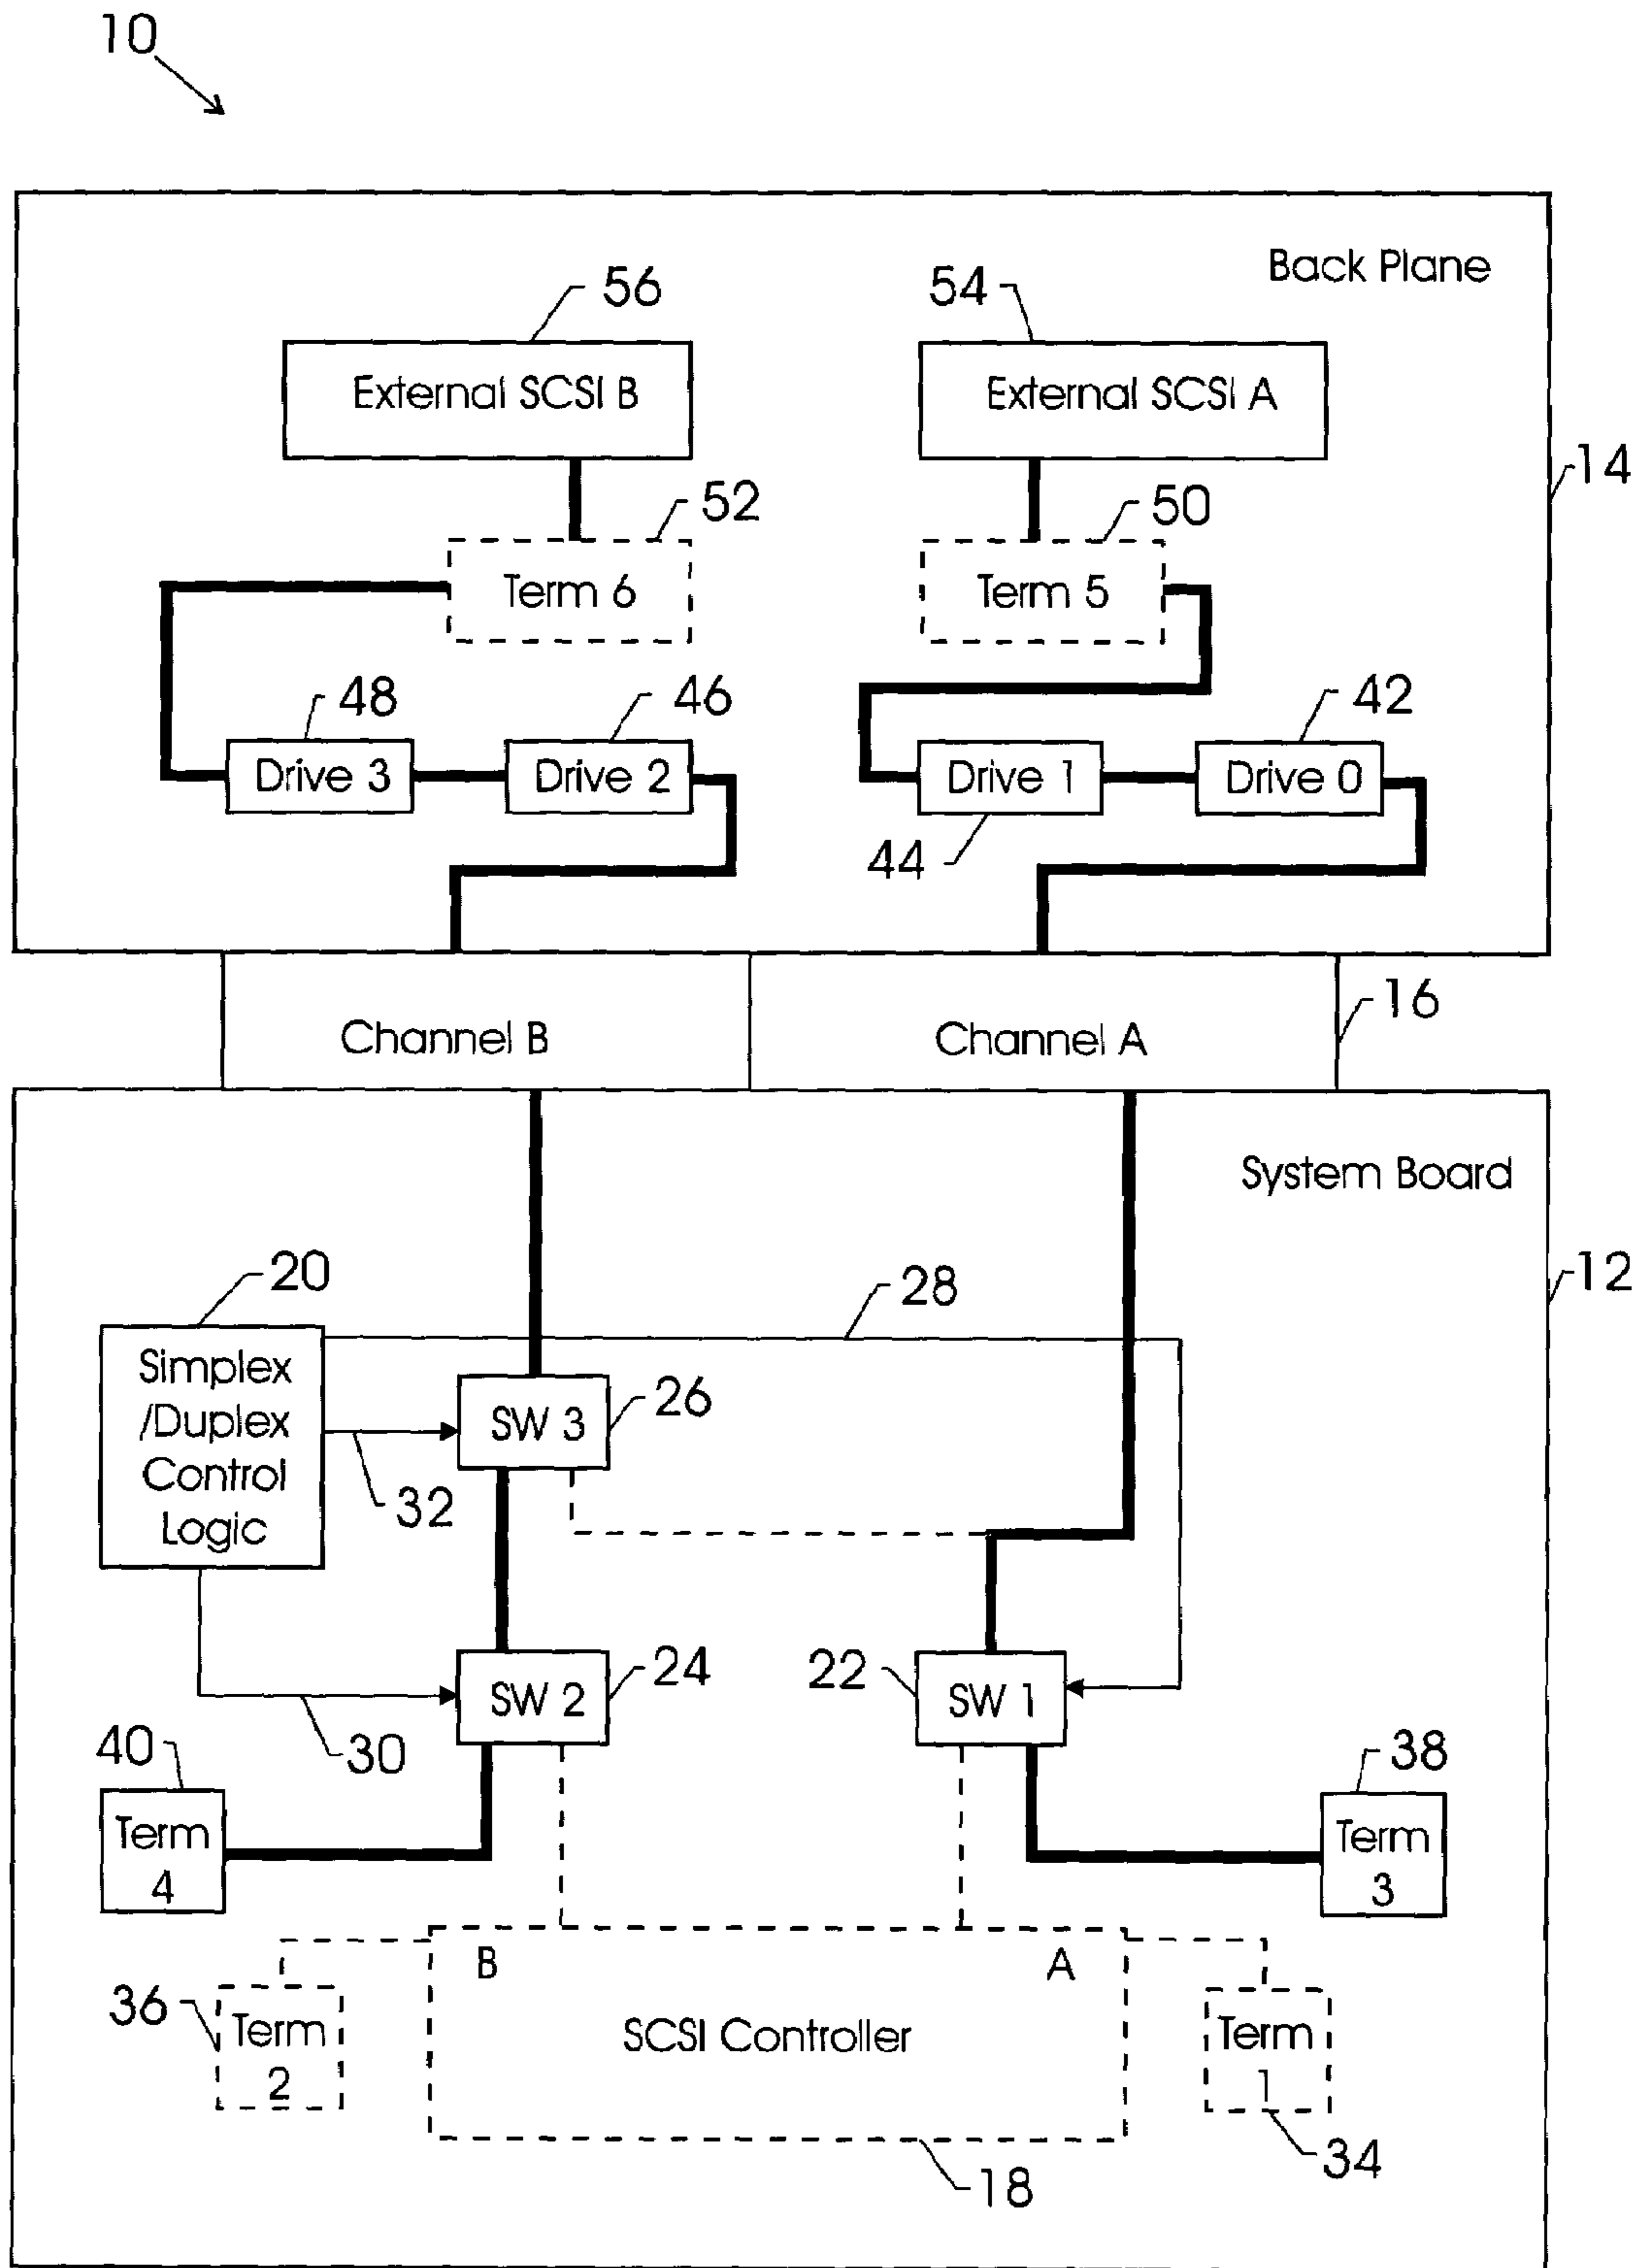 10
Back Plane
56
54
External SCSI B
External SCSI A
14
52
50
Term 6
Term 5
48
46
42
Drive 3
Drive 2
Drive 1
Drive 0
44
16
Channel B
Channel A
System Board
20
28
12
Simplex
/Duplex
Control
Logic
SW 3
26
32
SW 2
24
22
SW 1
30
40
38
Term
4
Term
3
B
A
36
Term
2
SCSI Controller
Term
1
34
18